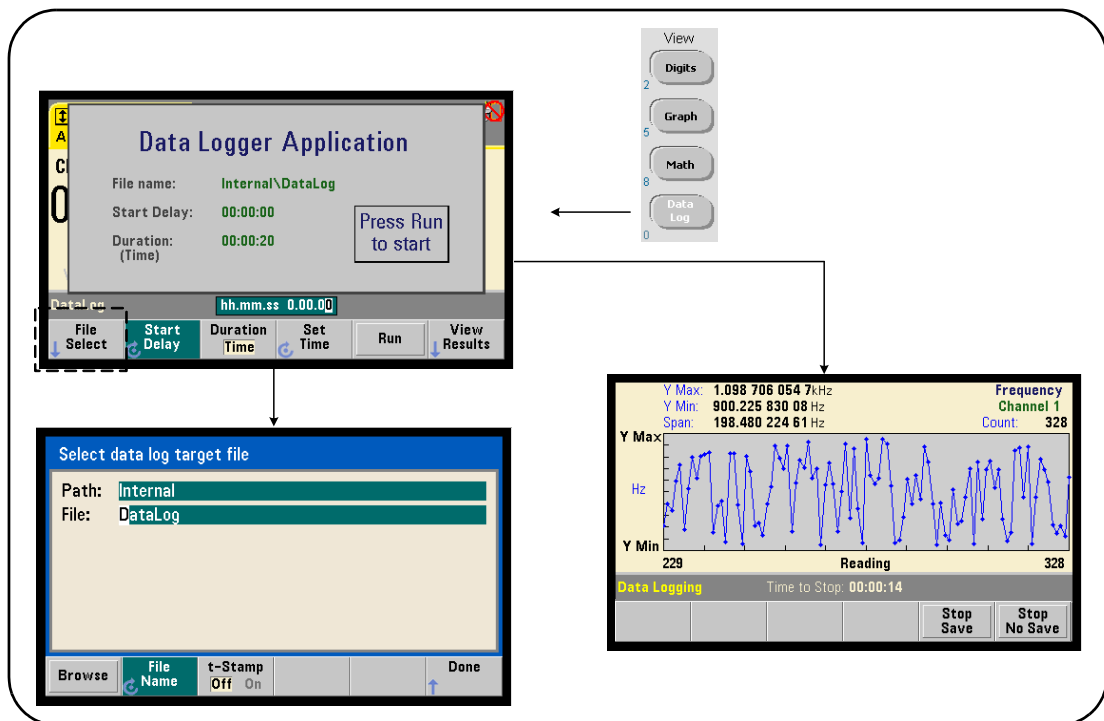 View
Digits
2
Graph
5
Math
8
Data
Log
0
A
Cl
0
Data Logger Application
File name: Internal\DataLog
Start Delay: 00:00:00
Duration: 00:00:20
(Time)
Press Run
to start
DataLog
hh.mm.ss 0.00.00
File
Select
Start
Delay
Duration
Time
Set
Time
Run
View
Results
Select data log target file
Path: Internal
File: DataLog
Browse
File
Name
t-Stamp
Off On
Done
Y Max: 1.098 706 054 7kHz
Y Min: 900.225 830 08 Hz
Span: 198.480 224 61 Hz
Frequency
Channel 1
Count: 328
Y Max
Hz
Y Min
229 Reading 328
Data Logging Time to Stop: 00:00:14
Stop
Save
Stop
No Save